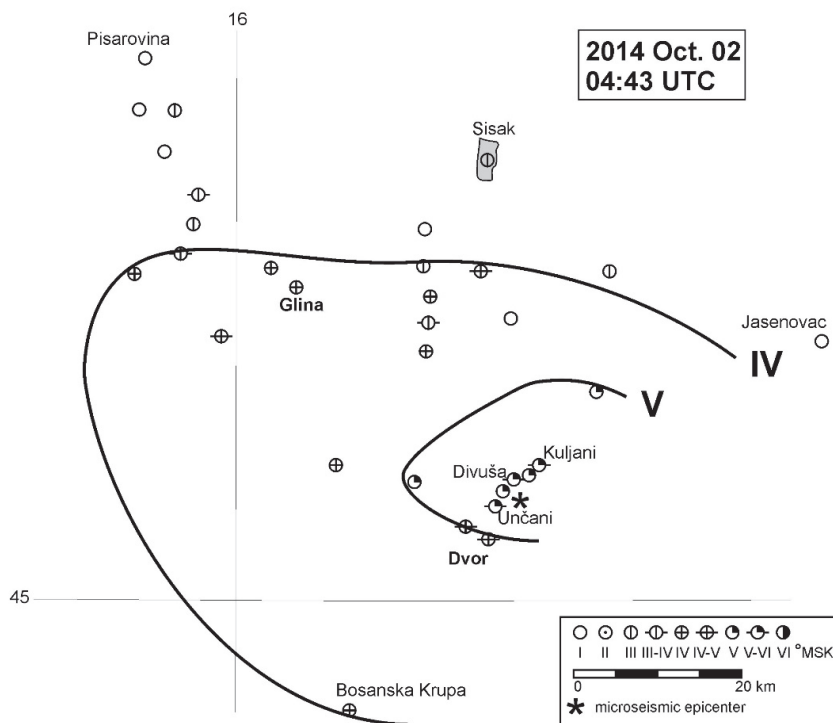 16
Pisarovina
2014 Oct. 02
04:43 UTC
Sisak
Glina
Jasenovac
IV
V
Kuljani
Divuša
Unčani
Dvor
45
I II III III-IV IV IV-V V V-VI VI °MSK
0 20 km
* microseismic epicenter
Bosanska Krupa